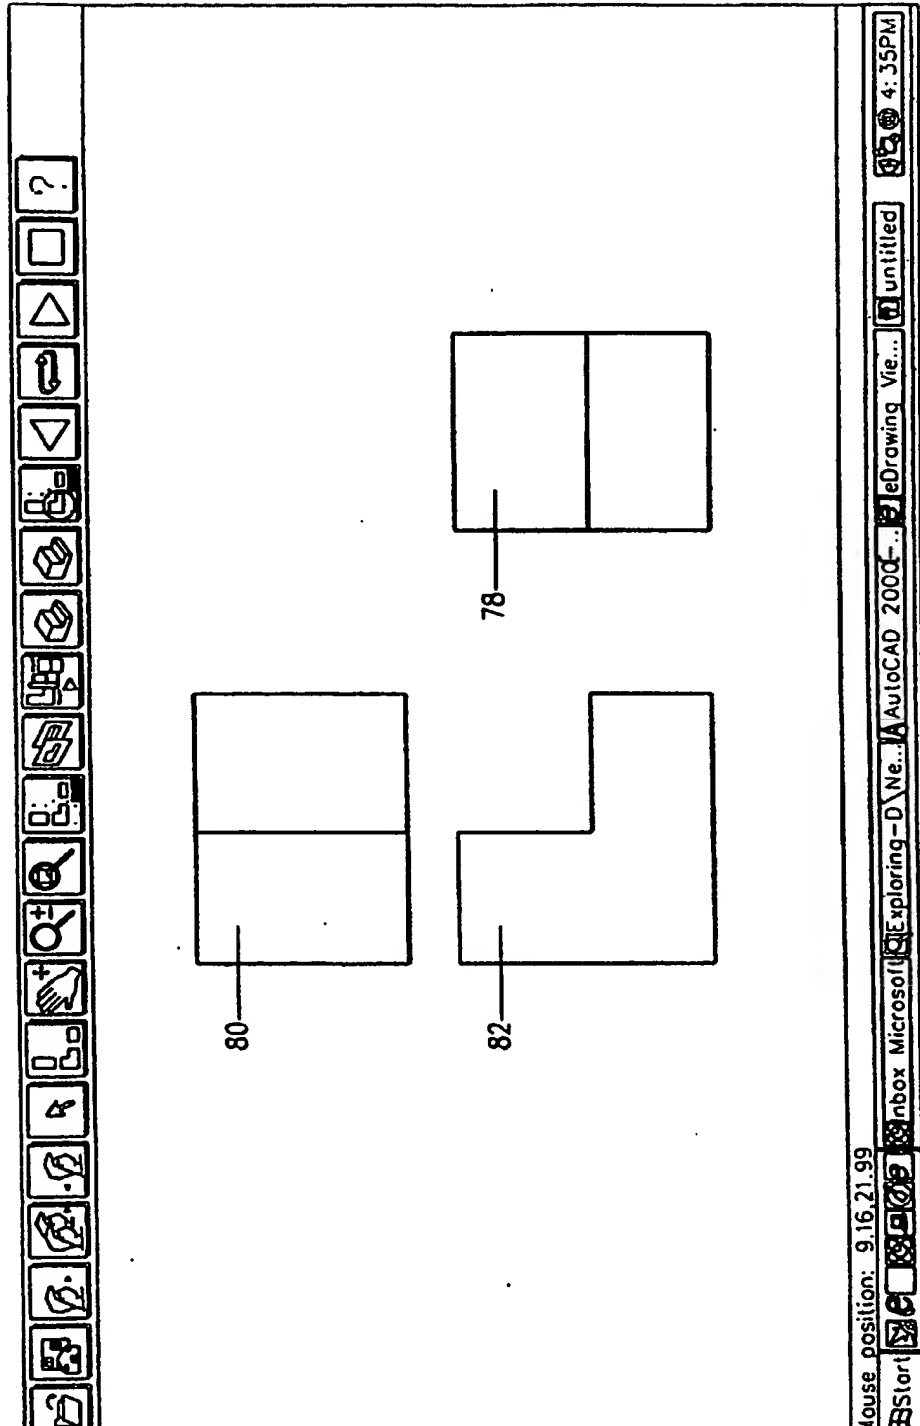 ?
80
82
78
Mouse position: 9.16,21.99
Start
Inbox Microsoft
Exploring-D\Ne...
AutoCAD 2000-...
eDrawing Vie...
untitled
4:35PM